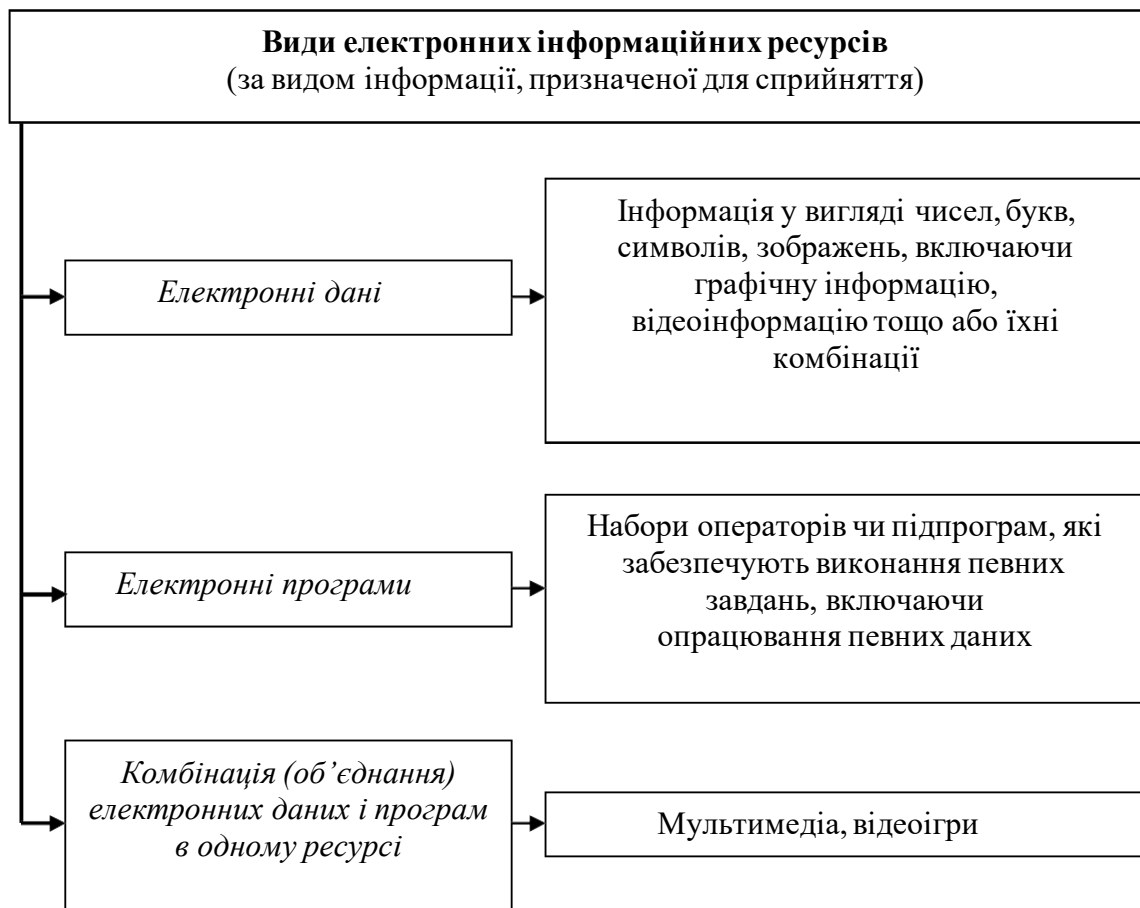 Види електронних інформаційних ресурсів
(за видом інформації, призначеної для сприйняття)
Електронні дані
Інформація у вигляді чисел, букв,
символів, зображень, включаючи
графічну інформацію,
відеоінформацію тощо або їхні
комбінації
Електронні програми
Набори операторів чи підпрограм, які
забезпечують виконання певних
завдань, включаючи
опрацювання певних даних
Комбінація (об’єднання)
електронних даних і програм
в одному ресурсі
Мультимедіа, відеоігри